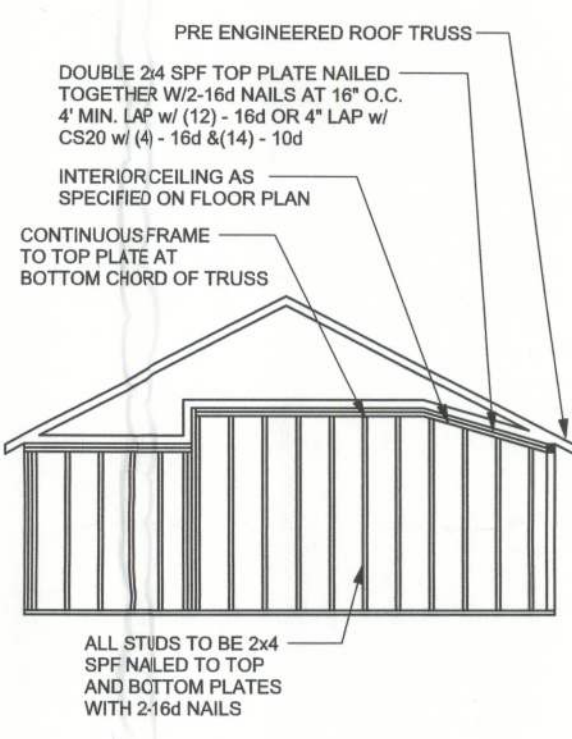 PRE ENGINEERED ROOF TRUSS
DOUBLE 2x4 SPF TOP PLATE NAILED
TOGETHER W/2-16d NAILS AT 16" O.C.
4' MIN. LAP w/ (12) - 16d OR 4" LAP w/
CS20 w/ (4) - 16d &(14) - 10d
INTERIOR CEILING AS
SPECIFIED ON FLOOR PLAN
CONTINUOUS FRAME
TO TOP PLATE AT
BOTTOM CHORD OF TRUSS
ALL STUDS TO BE 2x4
SPF NAILED TO TOP
AND BOTTOM PLATES
WITH 2-16d NAILS